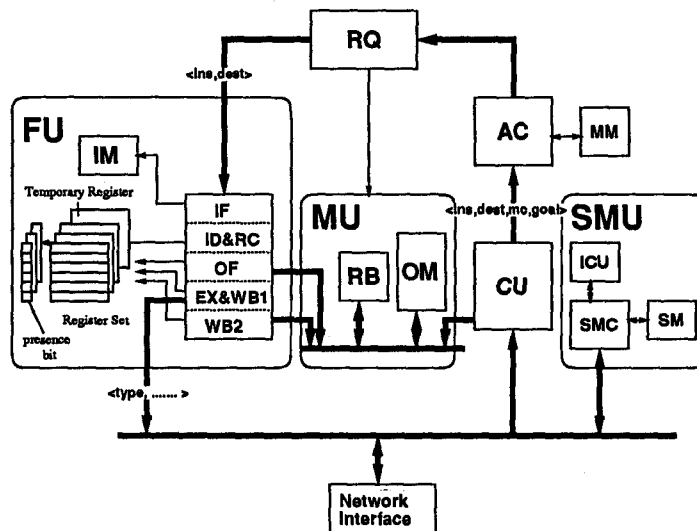 RQ
<ins,dest>
FU
IM
AC
MM
Temporary Register
IF
ID&RC
OF
EX&WB1
WB2
Register Set
presence
bit
MU
RB
OM
<ins,dest,mc,goal>
CU
SMU
ICU
SMC
SM
<type, ....... >
Network
Interface